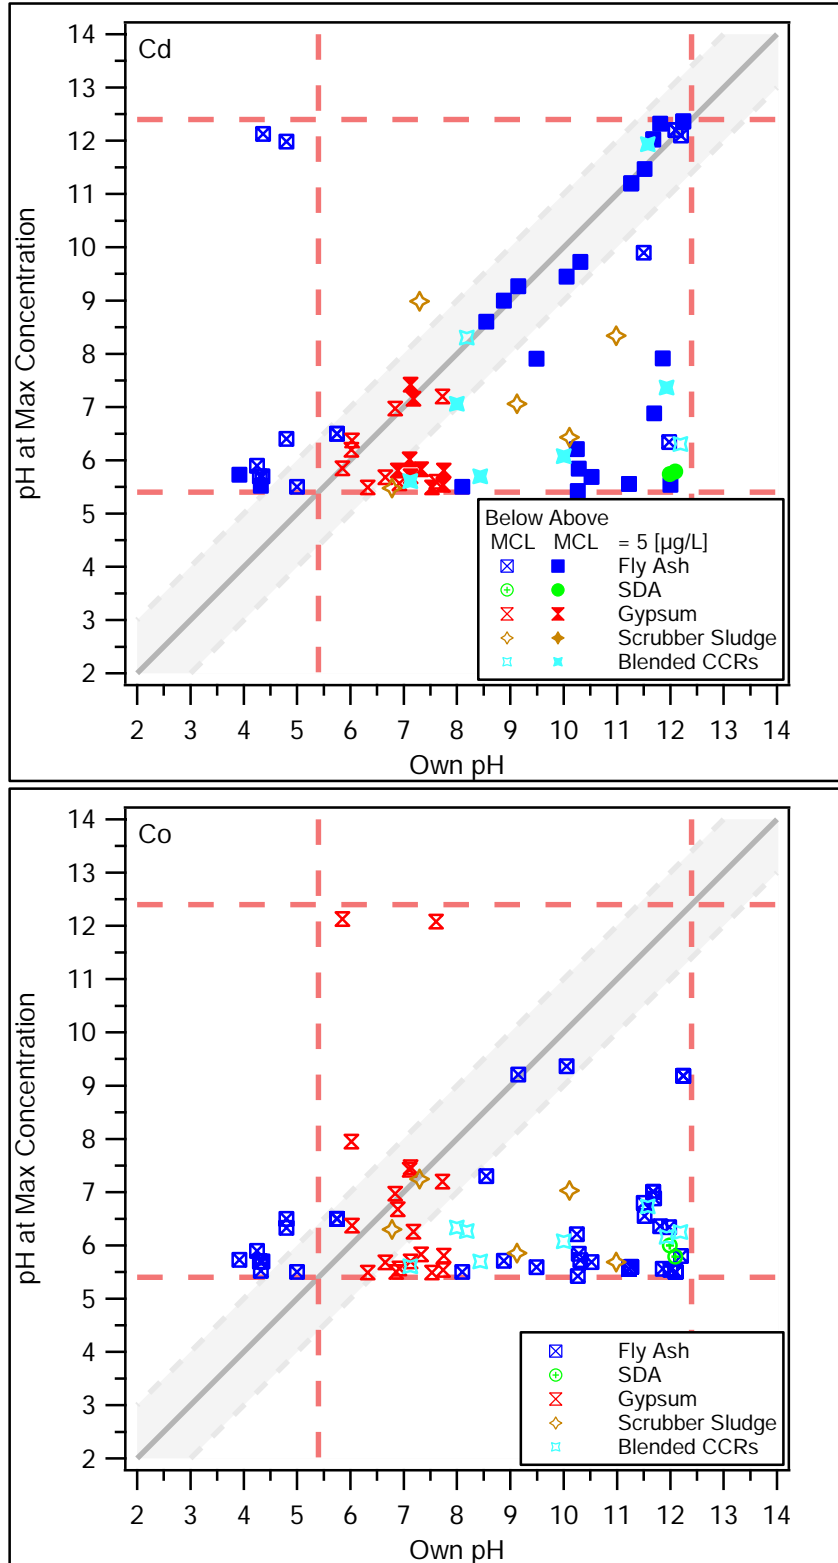 Cd
14
13
12
11
10
9
8
7
6
5
4
3
2
pH at Max Concentration
Below Above
MCL MCL = 5 [µg/L]
Fly Ash
SDA
Gypsum
Scrubber Sludge
Blended CCRs
2 3 4 5 6 7 8 9 10 11 12 13 14
Own pH
Co
14
13
12
11
10
9
8
7
6
5
4
3
2
pH at Max Concentration
Fly Ash
SDA
Gypsum
Scrubber Sludge
Blended CCRs
2 3 4 5 6 7 8 9 10 11 12 13 14
Own pH